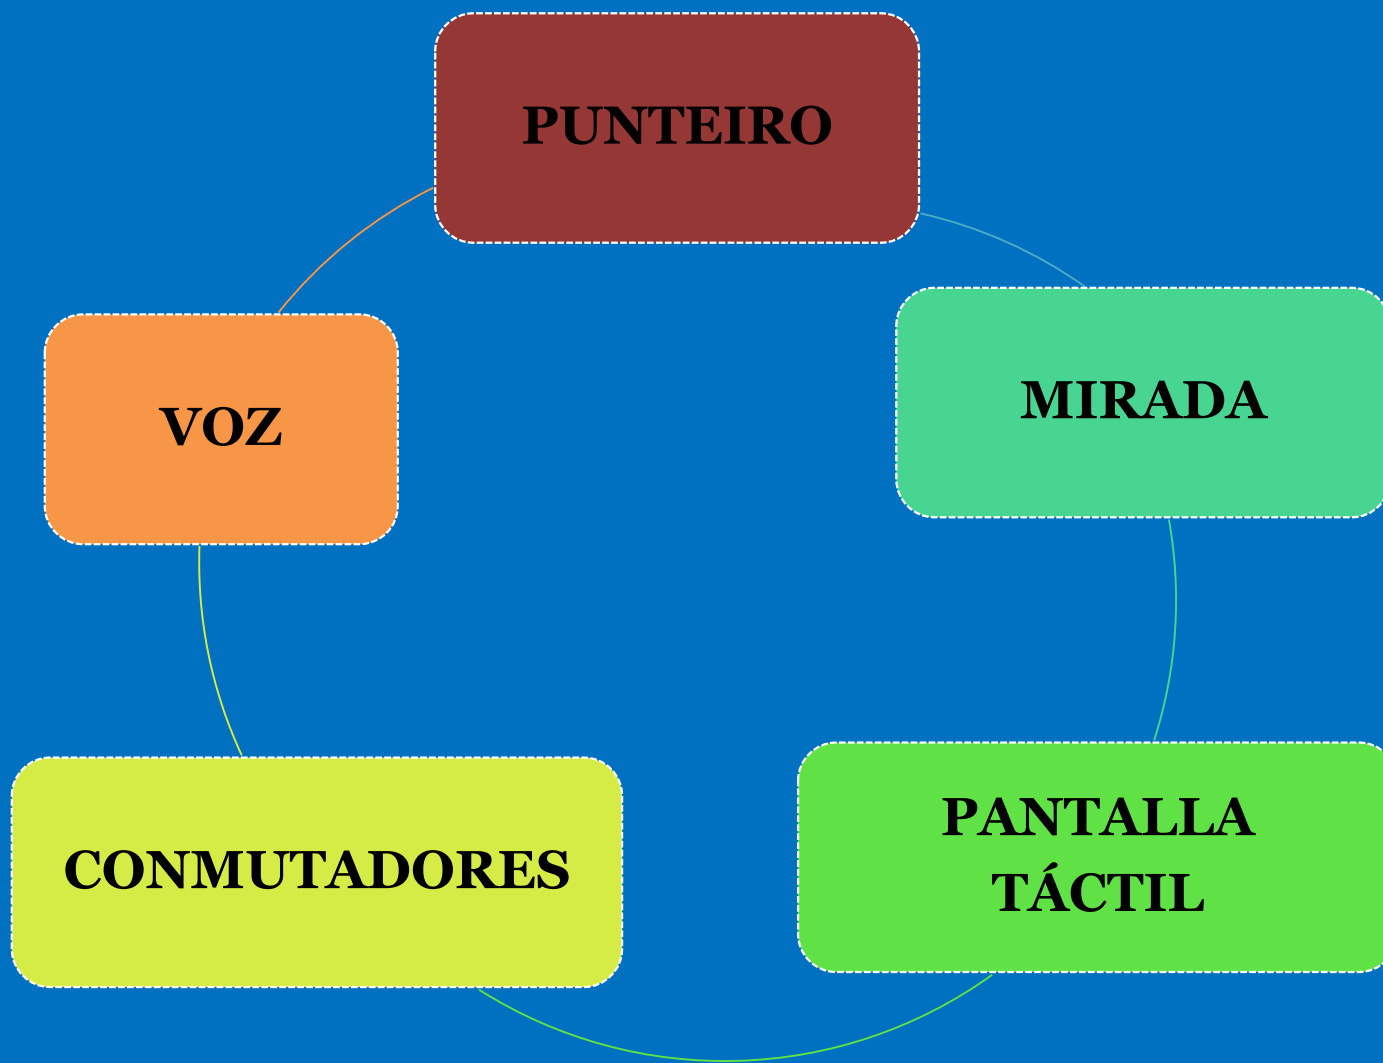 PUNTEIRO
MIRADA
VOZ
PANTALLA
TÁCTIL
CONMUTADORES